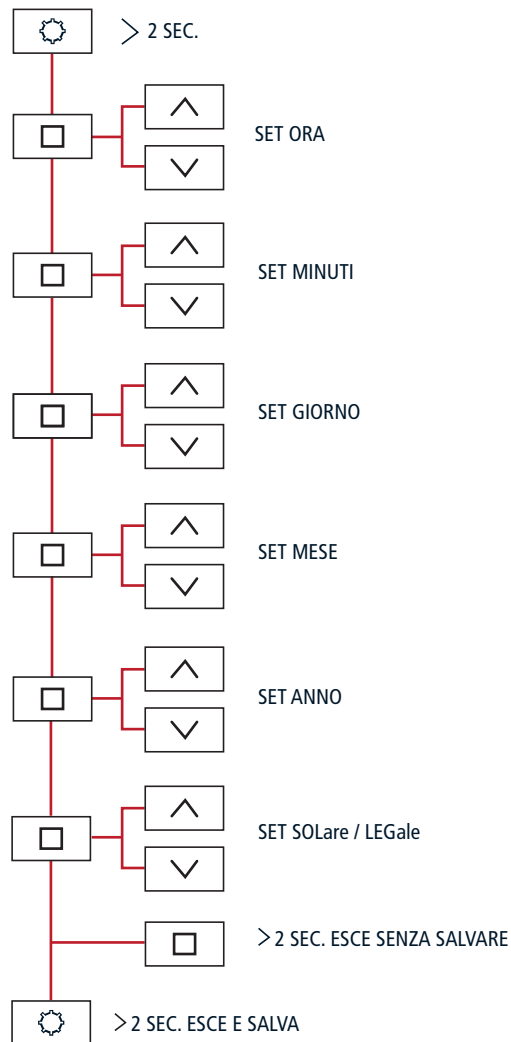 > 2 SEC.
SET ORA
SET MINUTI
SET GIORNO
SET MESE
SET ANNO
SET SOLare / LEGale
> 2 SEC. ESCE SENZA SALVARE
> 2 SEC. ESCE E SALVA